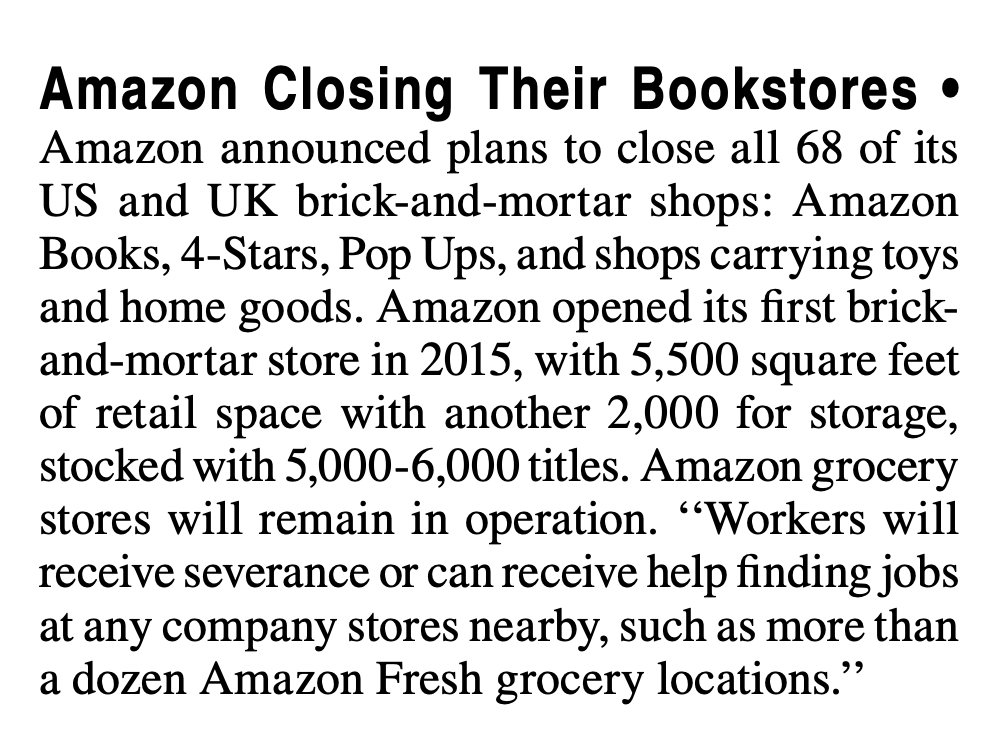 Amazon Closing Their Bookstores •
Amazon announced plans to close all 68 of its
US and UK brick-and-mortar shops: Amazon
Books, 4-Stars, Pop Ups, and shops carrying toys
and home goods. Amazon opened its first brick-
and-mortar store in 2015, with 5,500 square feet
of retail space with another 2,000 for storage,
stocked with 5,000-6,000 titles. Amazon grocery
stores will remain in operation. ‘‘Workers will
receive severance or can receive help finding jobs
at any company stores nearby, such as more than
a dozen Amazon Fresh grocery locations.’’